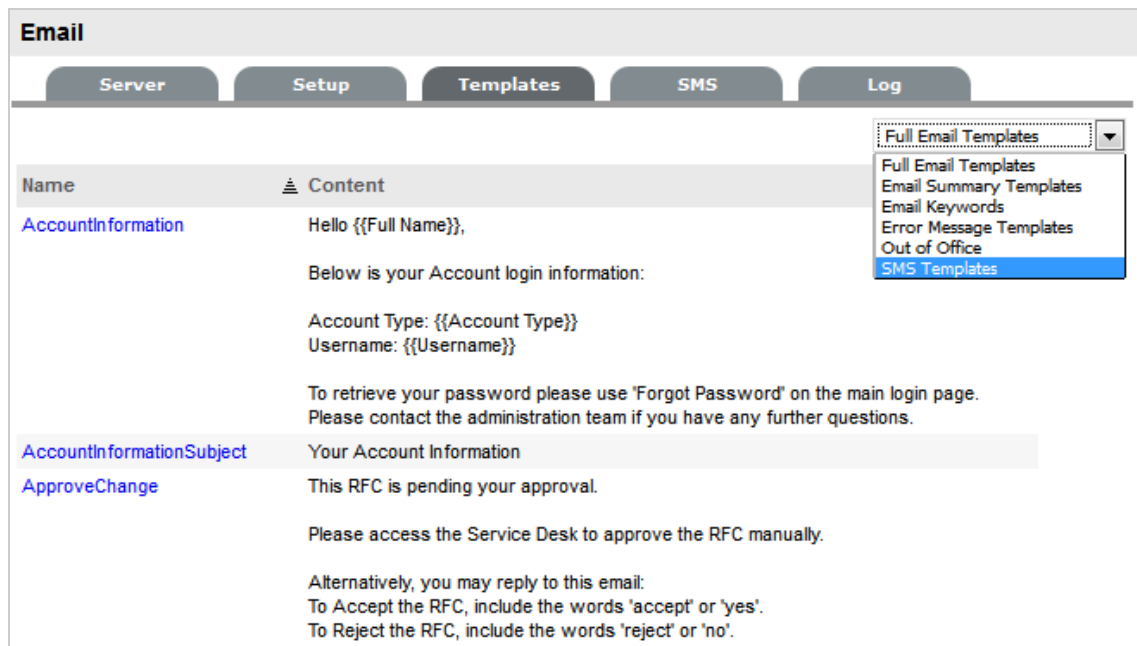 Email
Server Setup Templates SMS Log
Full Email Templates
Full Email Templates
Email Summary Templates
Email Keywords
Error Message Templates
Out of Office
SMS Templates
Name Content
AccountInformation Hello {{Full Name}},
Below is your Account login information:
Account Type: {{Account Type}}
Username: {{Username}}
To retrieve your password please use 'Forgot Password' on the main login page.
Please contact the administration team if you have any further questions.
AccountInformationSubject Your Account Information
ApproveChange This RFC is pending your approval.
Please access the Service Desk to approve the RFC manually.
Alternatively, you may reply to this email:
To Accept the RFC, include the words 'accept' or 'yes'.
To Reject the RFC, include the words 'reject' or 'no'.